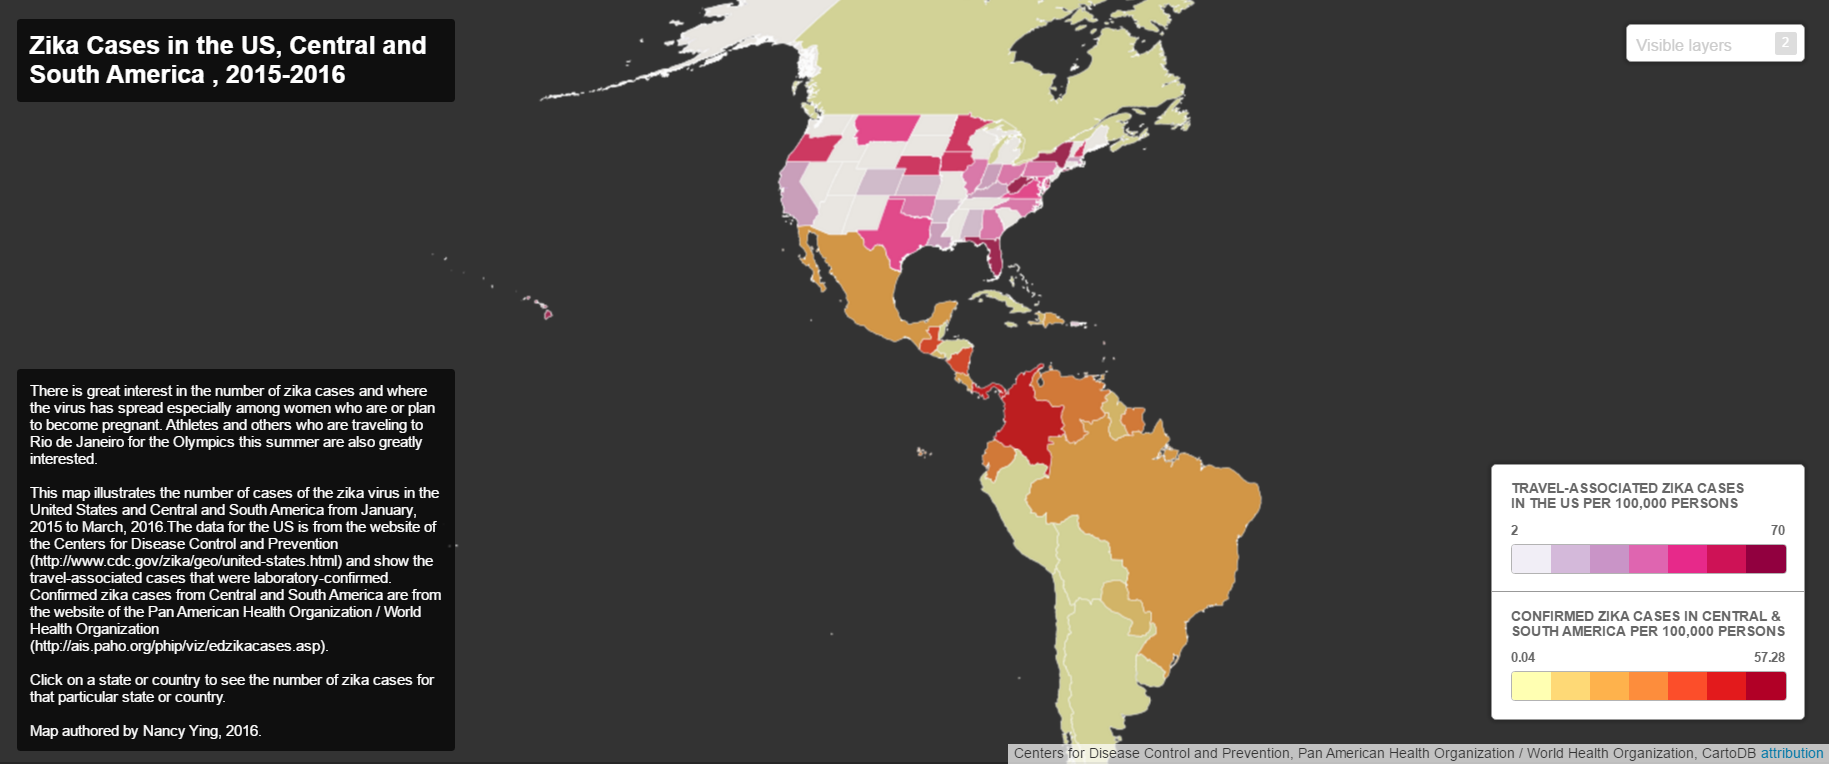 Zika Cases in the US, Central and
South America , 2015-2016
Visible layers 2
There is great interest in the number of zika cases and where
the virus has spread especially among women who are or plan
to become pregnant. Athletes and others who are traveling to
Rio de Janeiro for the Olympics this summer are also greatly
interested.
This map illustrates the number of cases of the zika virus in the
United States and Central and South America from January,
2015 to March, 2016.The data for the US is from the website of
the Centers for Disease Control and Prevention
(http://www.cdc.gov/zika/geo/united-states.html) and show the
travel-associated cases that were laboratory-confirmed.
Confirmed zika cases from Central and South America are from
the website of the Pan American Health Organization / World
Health Organization
(http://ais.paho.org/phip/viz/edzikacases.asp).
Click on a state or country to see the number of zika cases for
that particular state or country.
Map authored by Nancy Ying, 2016.
TRAVEL-ASSOCIATED ZIKA CASES
IN THE US PER 100,000 PERSONS
2 70
CONFIRMED ZIKA CASES IN CENTRAL &
SOUTH AMERICA PER 100,000 PERSONS
0.04 57.28
Centers for Disease Control and Prevention, Pan American Health Organization / World Health Organization, CartoDB attribution